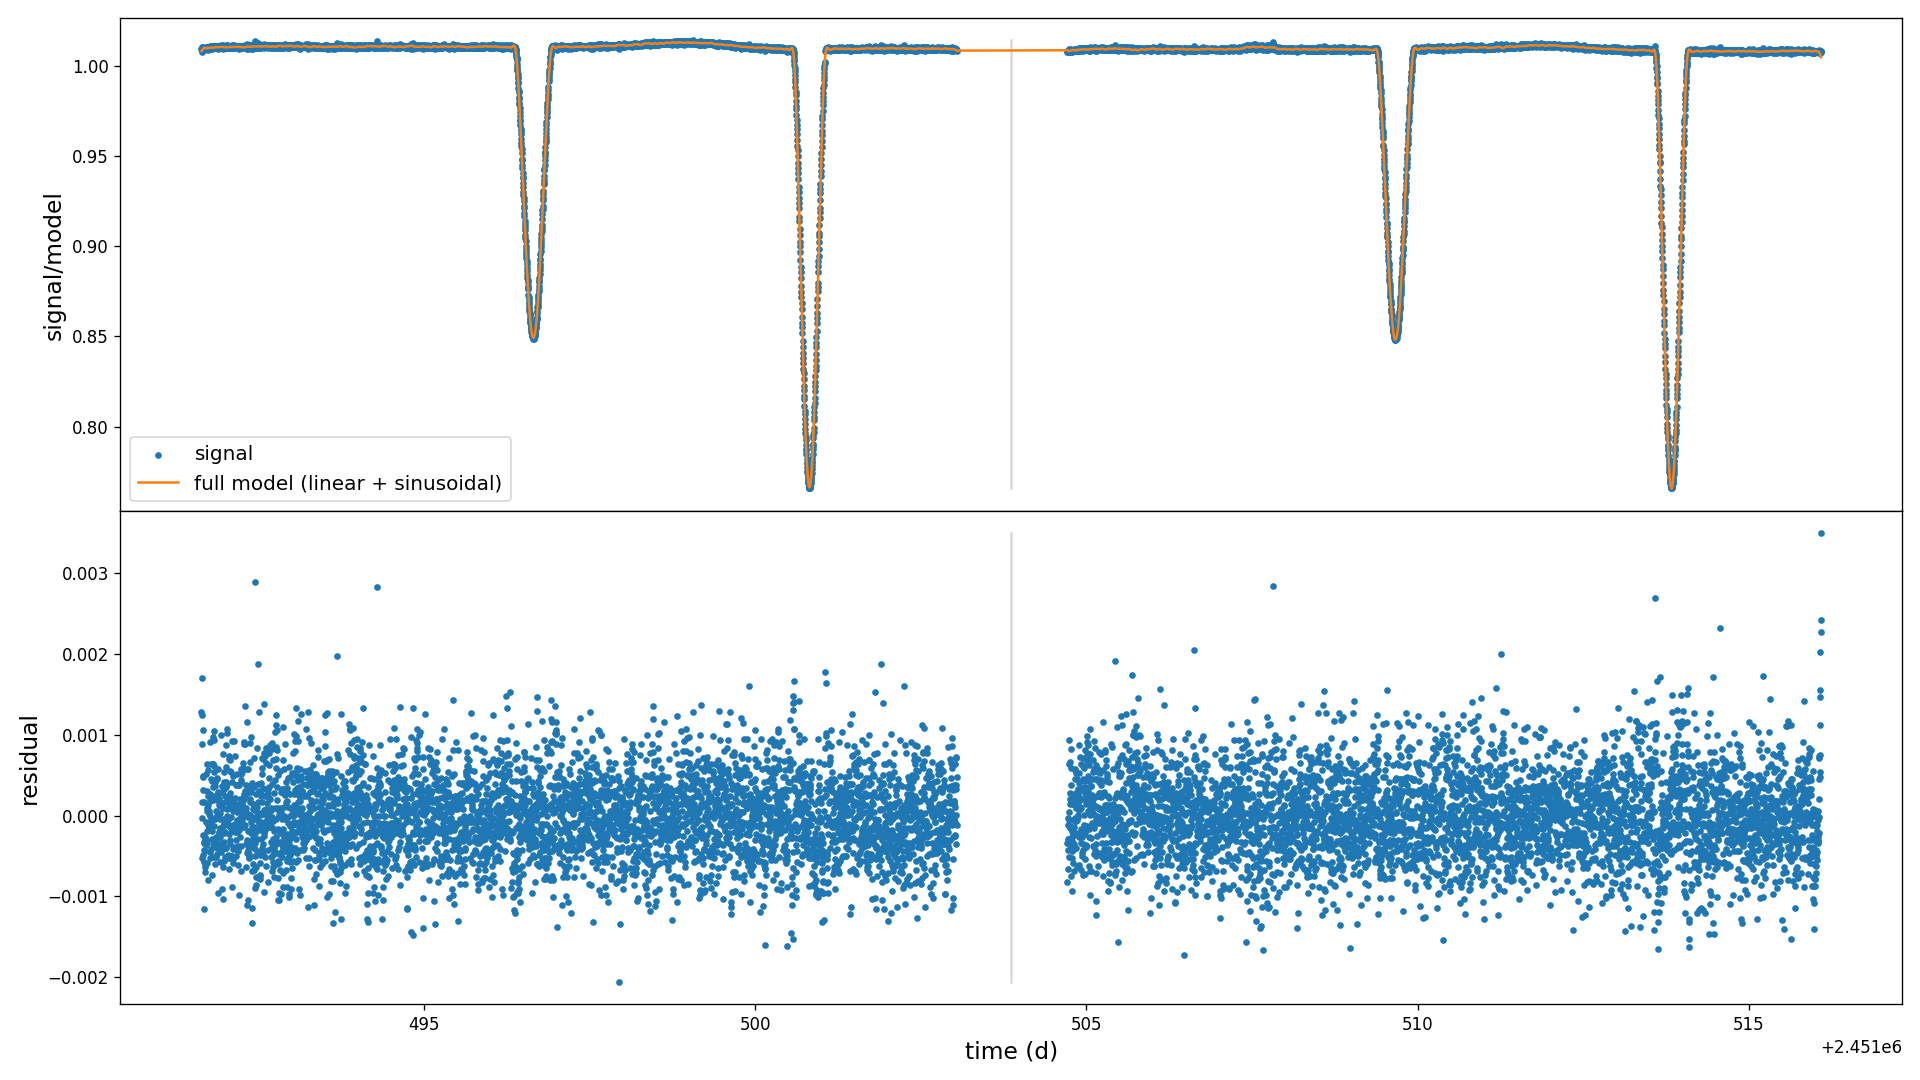 signal/model
1.00
0.95
0.90
0.85
0.80
signal
full model (linear + sinusoidal)
residual
0.003
0.002
0.001
0.000
−0.001
−0.002
495
500
505
510
515
time (d)
+2.451e6